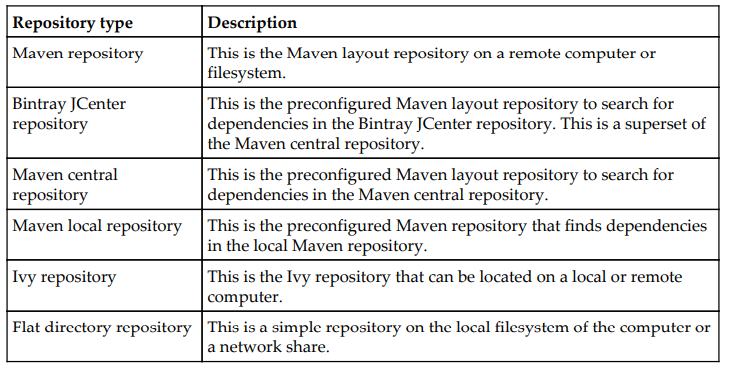 Repository type Description
Maven repository This is the Maven layout repository on a remote computer or
filesystem.
Bintray JCenter This is the preconfigured Maven layout repository to search for
repository dependencies in the Bintray JCenter repository. This is a superset of
the Maven central repository.
Maven central This is the preconfigured Maven layout repository to search for
repository dependencies in the Maven central repository.
Maven local repository This is the preconfigured Maven repository that finds dependencies
in the local Maven repository.
Ivy repository This is the Ivy repository that can be located on a local or remote
computer.
Flat directory repository This is a simple repository on the local filesystem of the computer or
a network share.